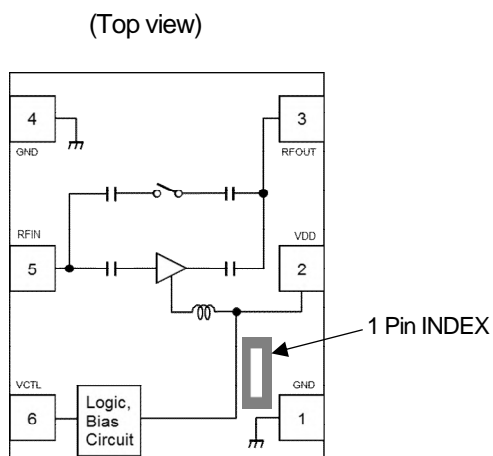 (Top view)
4
GND
3
RFOUT
RFIN
5
VDD
2
1 Pin INDEX
VCTL
6
Logic,
Bias
Circuit
GND
1